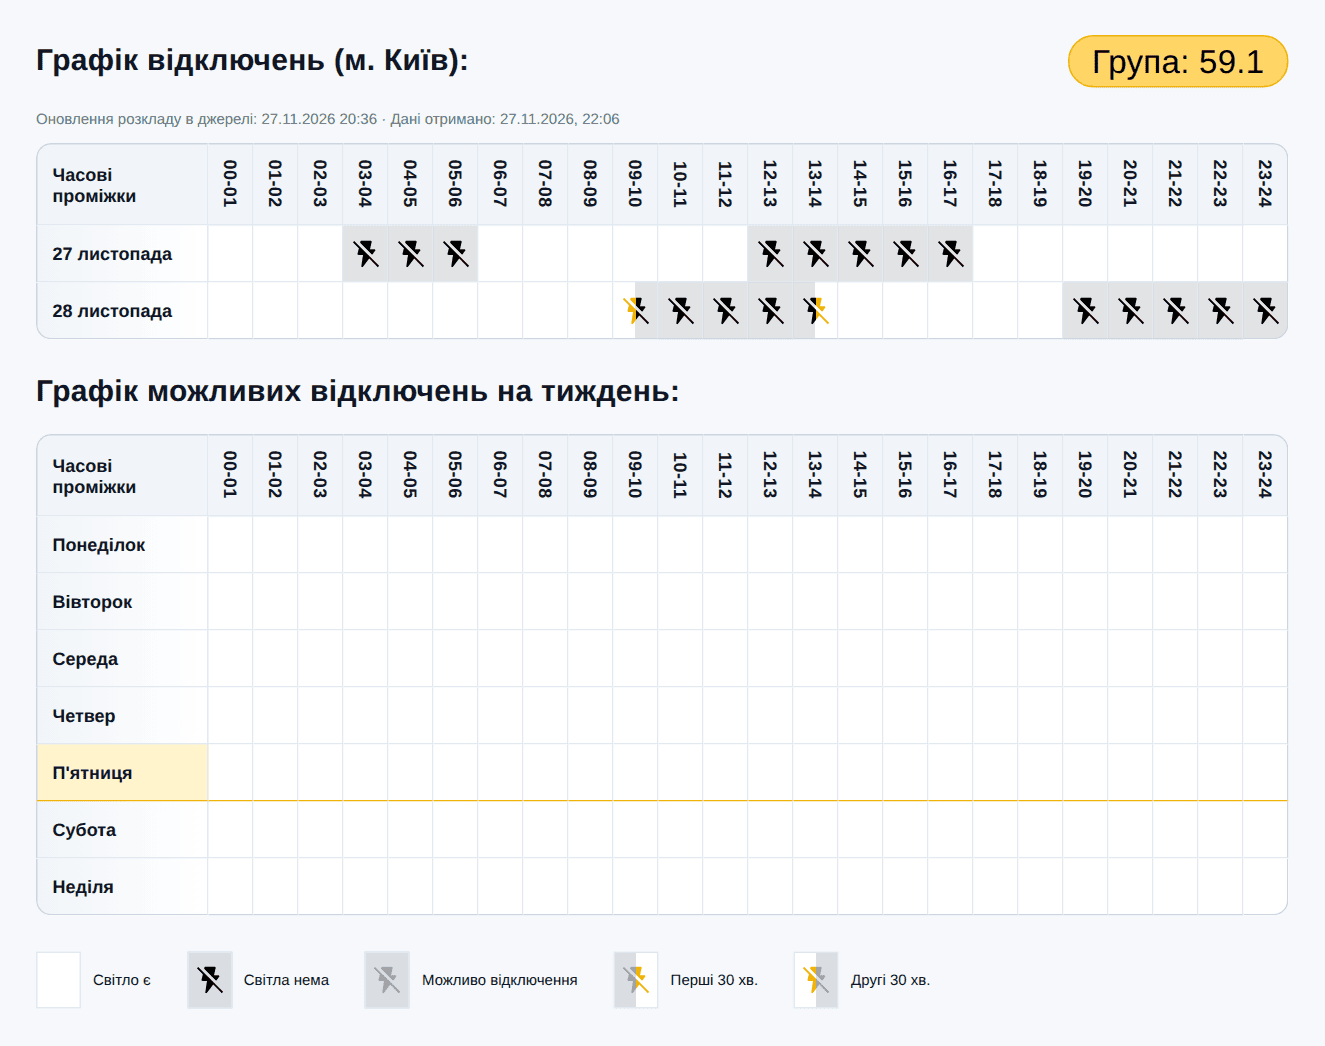 Графік відключень (м. Київ):
Група: 59.1
Оновлення розкладу в джерелі: 27.11.2026 20:36 · Дані отримано: 27.11.2026, 22:06
Часові
проміжки
00-01 01-02 02-03 03-04 04-05 05-06 06-07 07-08 08-09 09-10 10-11 11-12 12-13 13-14 14-15 15-16 16-17 17-18 18-19 19-20 20-21 21-22 22-23 23-24
27 листопада
28 листопада
Графік можливих відключень на тиждень:
Часові
проміжки
00-01 01-02 02-03 03-04 04-05 05-06 06-07 07-08 08-09 09-10 10-11 11-12 12-13 13-14 14-15 15-16 16-17 17-18 18-19 19-20 20-21 21-22 22-23 23-24
Понеділок
Вівторок
Середа
Четвер
П'ятниця
Субота
Неділя
Світло є Світла нема Можливо відключення Перші 30 хв. Другі 30 хв.